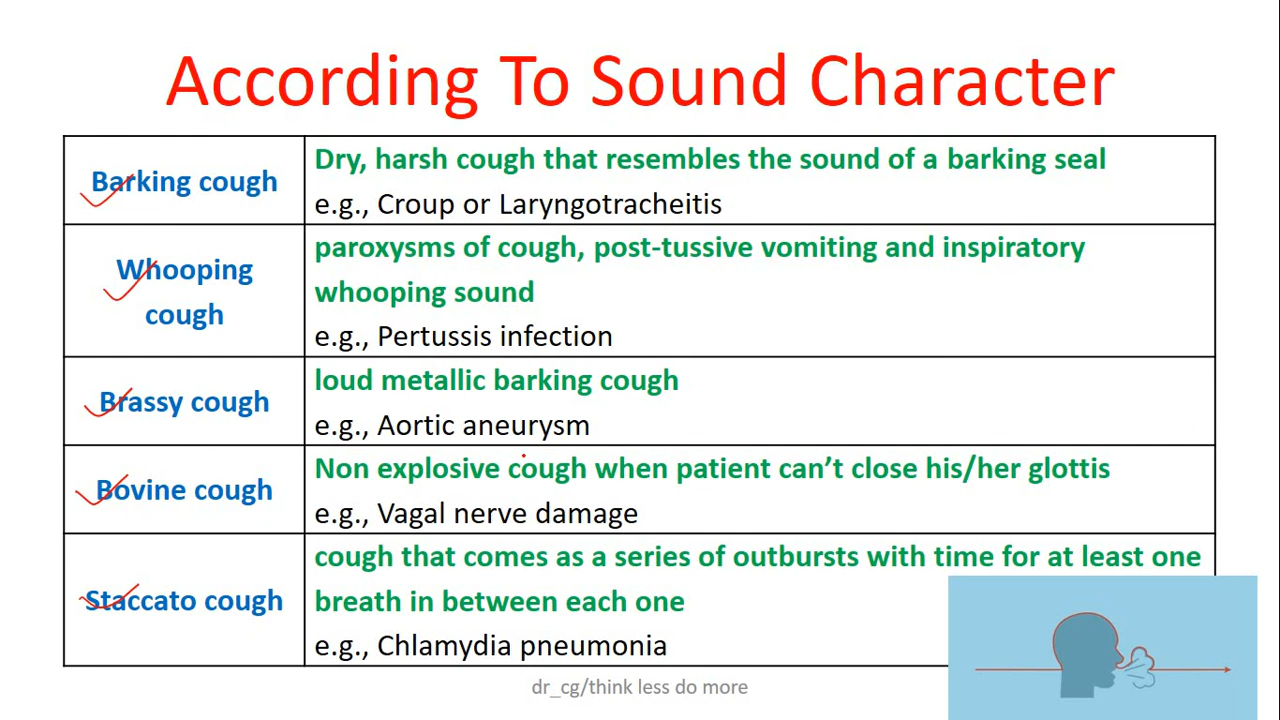 According To Sound Character
Barking cough
Dry, harsh cough that resembles the sound of a barking seal
e.g., Croup or Laryngotracheitis
Whooping
cough
paroxysms of cough, post-tussive vomiting and inspiratory
whooping sound
e.g., Pertussis infection
Brassy cough
loud metallic barking cough
e.g., Aortic aneurysm
Bovine cough
Non explosive cough when patient can’t close his/her glottis
e.g., Vagal nerve damage
Staccato cough
cough that comes as a series of outbursts with time for at least one
breath in between each one
e.g., Chlamydia pneumonia
dr_cg/think less do more